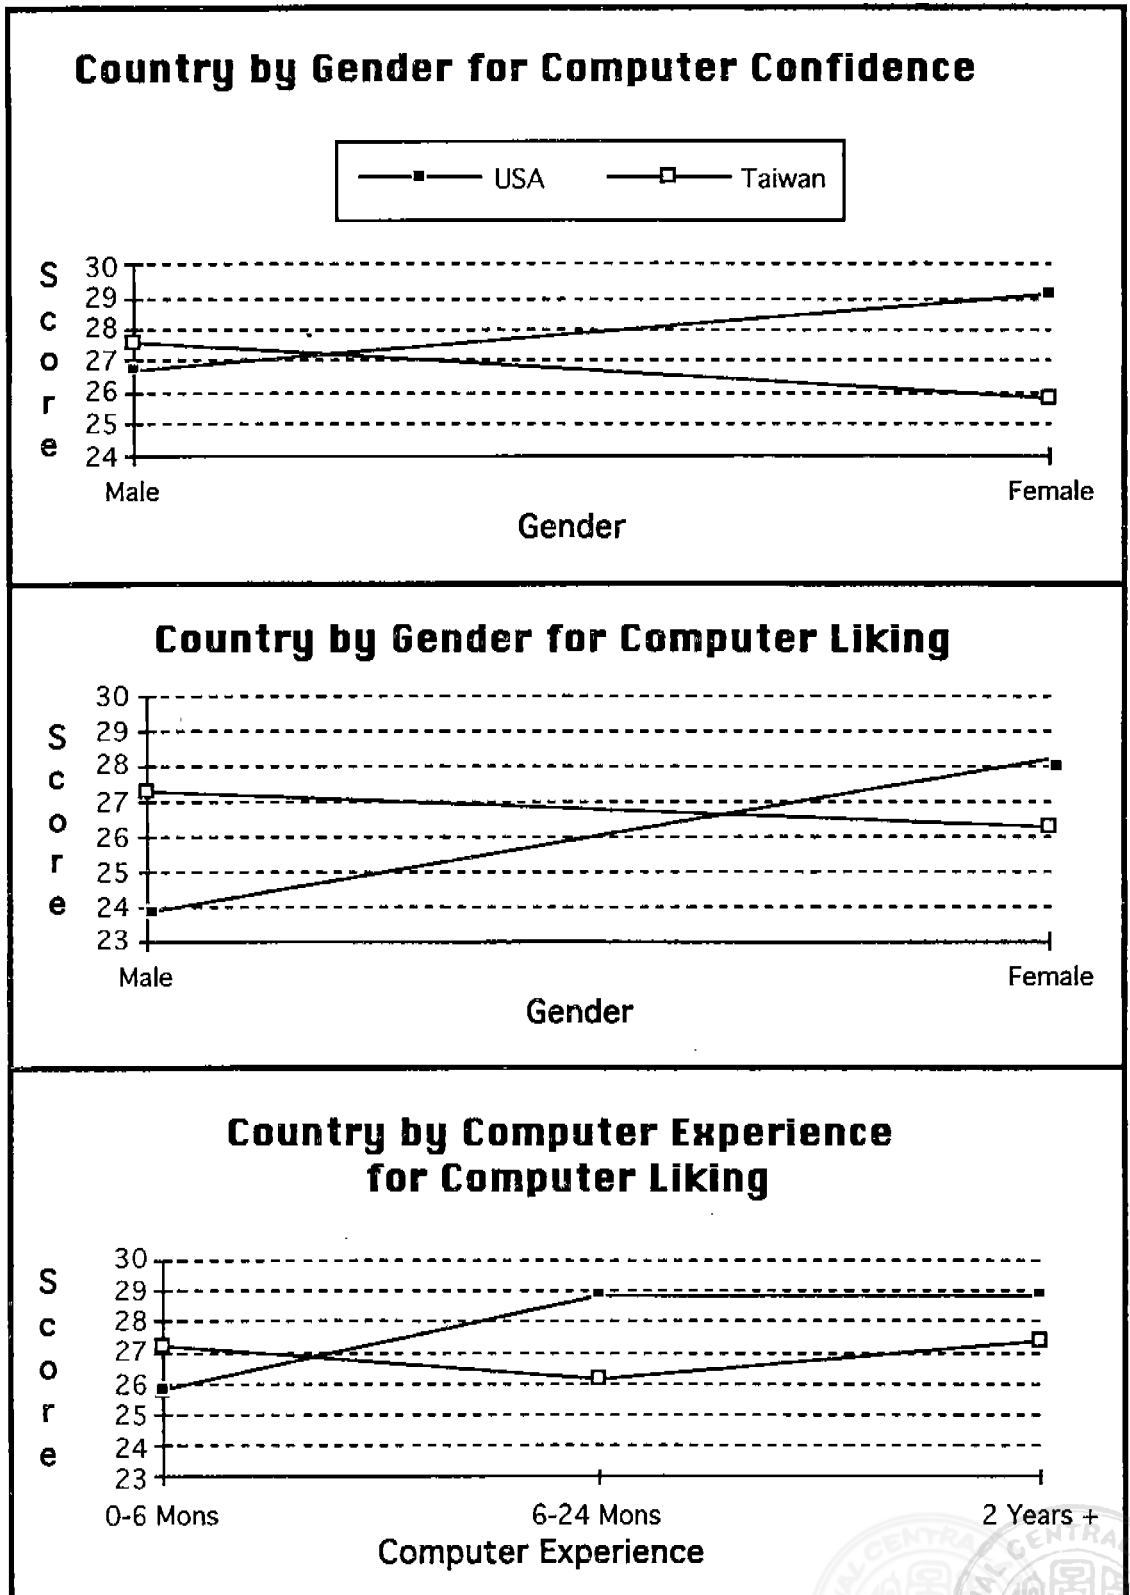 Country by Gender for Computer Confidence
USA
Taiwan
Score
30
29
28
27
26
25
24
Male
Female
Gender
Country by Gender for Computer Liking
Score
30
29
28
27
26
25
24
23
Male
Female
Gender
Country by Computer Experience
for Computer Liking
Score
30
29
28
27
26
25
24
23
0-6 Mons
6-24 Mons
2 Years +
Computer Experience